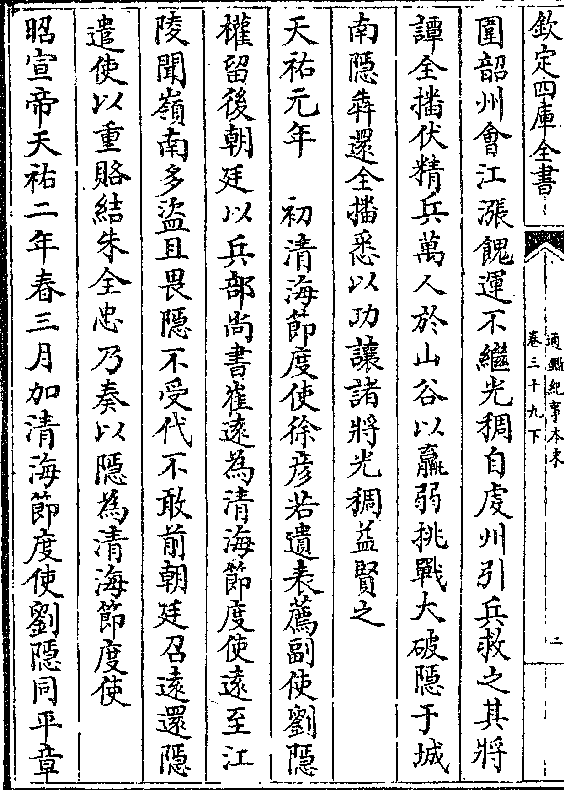 欽定四庫全書
通鑑紀事本末
卷三十九下
二
圍韶州會江漲餽運不繼光稠自虔州引兵救之其將
譚全播伏精兵萬人於山谷以羸弱挑戰大破隱于城
南隱犇還全播悉以功讓諸將光稠益賢之
天祐元年　初清海節度使徐彦若遺表薦副使劉隱
權留後朝廷以兵部尚書崔遠為清海節度使遠至江
陵聞嶺南多盜且畏隱不受代不敢前朝廷召遠還隱
遣使以重賂結朱全忠乃奏以隱為清海節度使
昭宣帝天祐二年春三月加清海節度使劉隱同平章